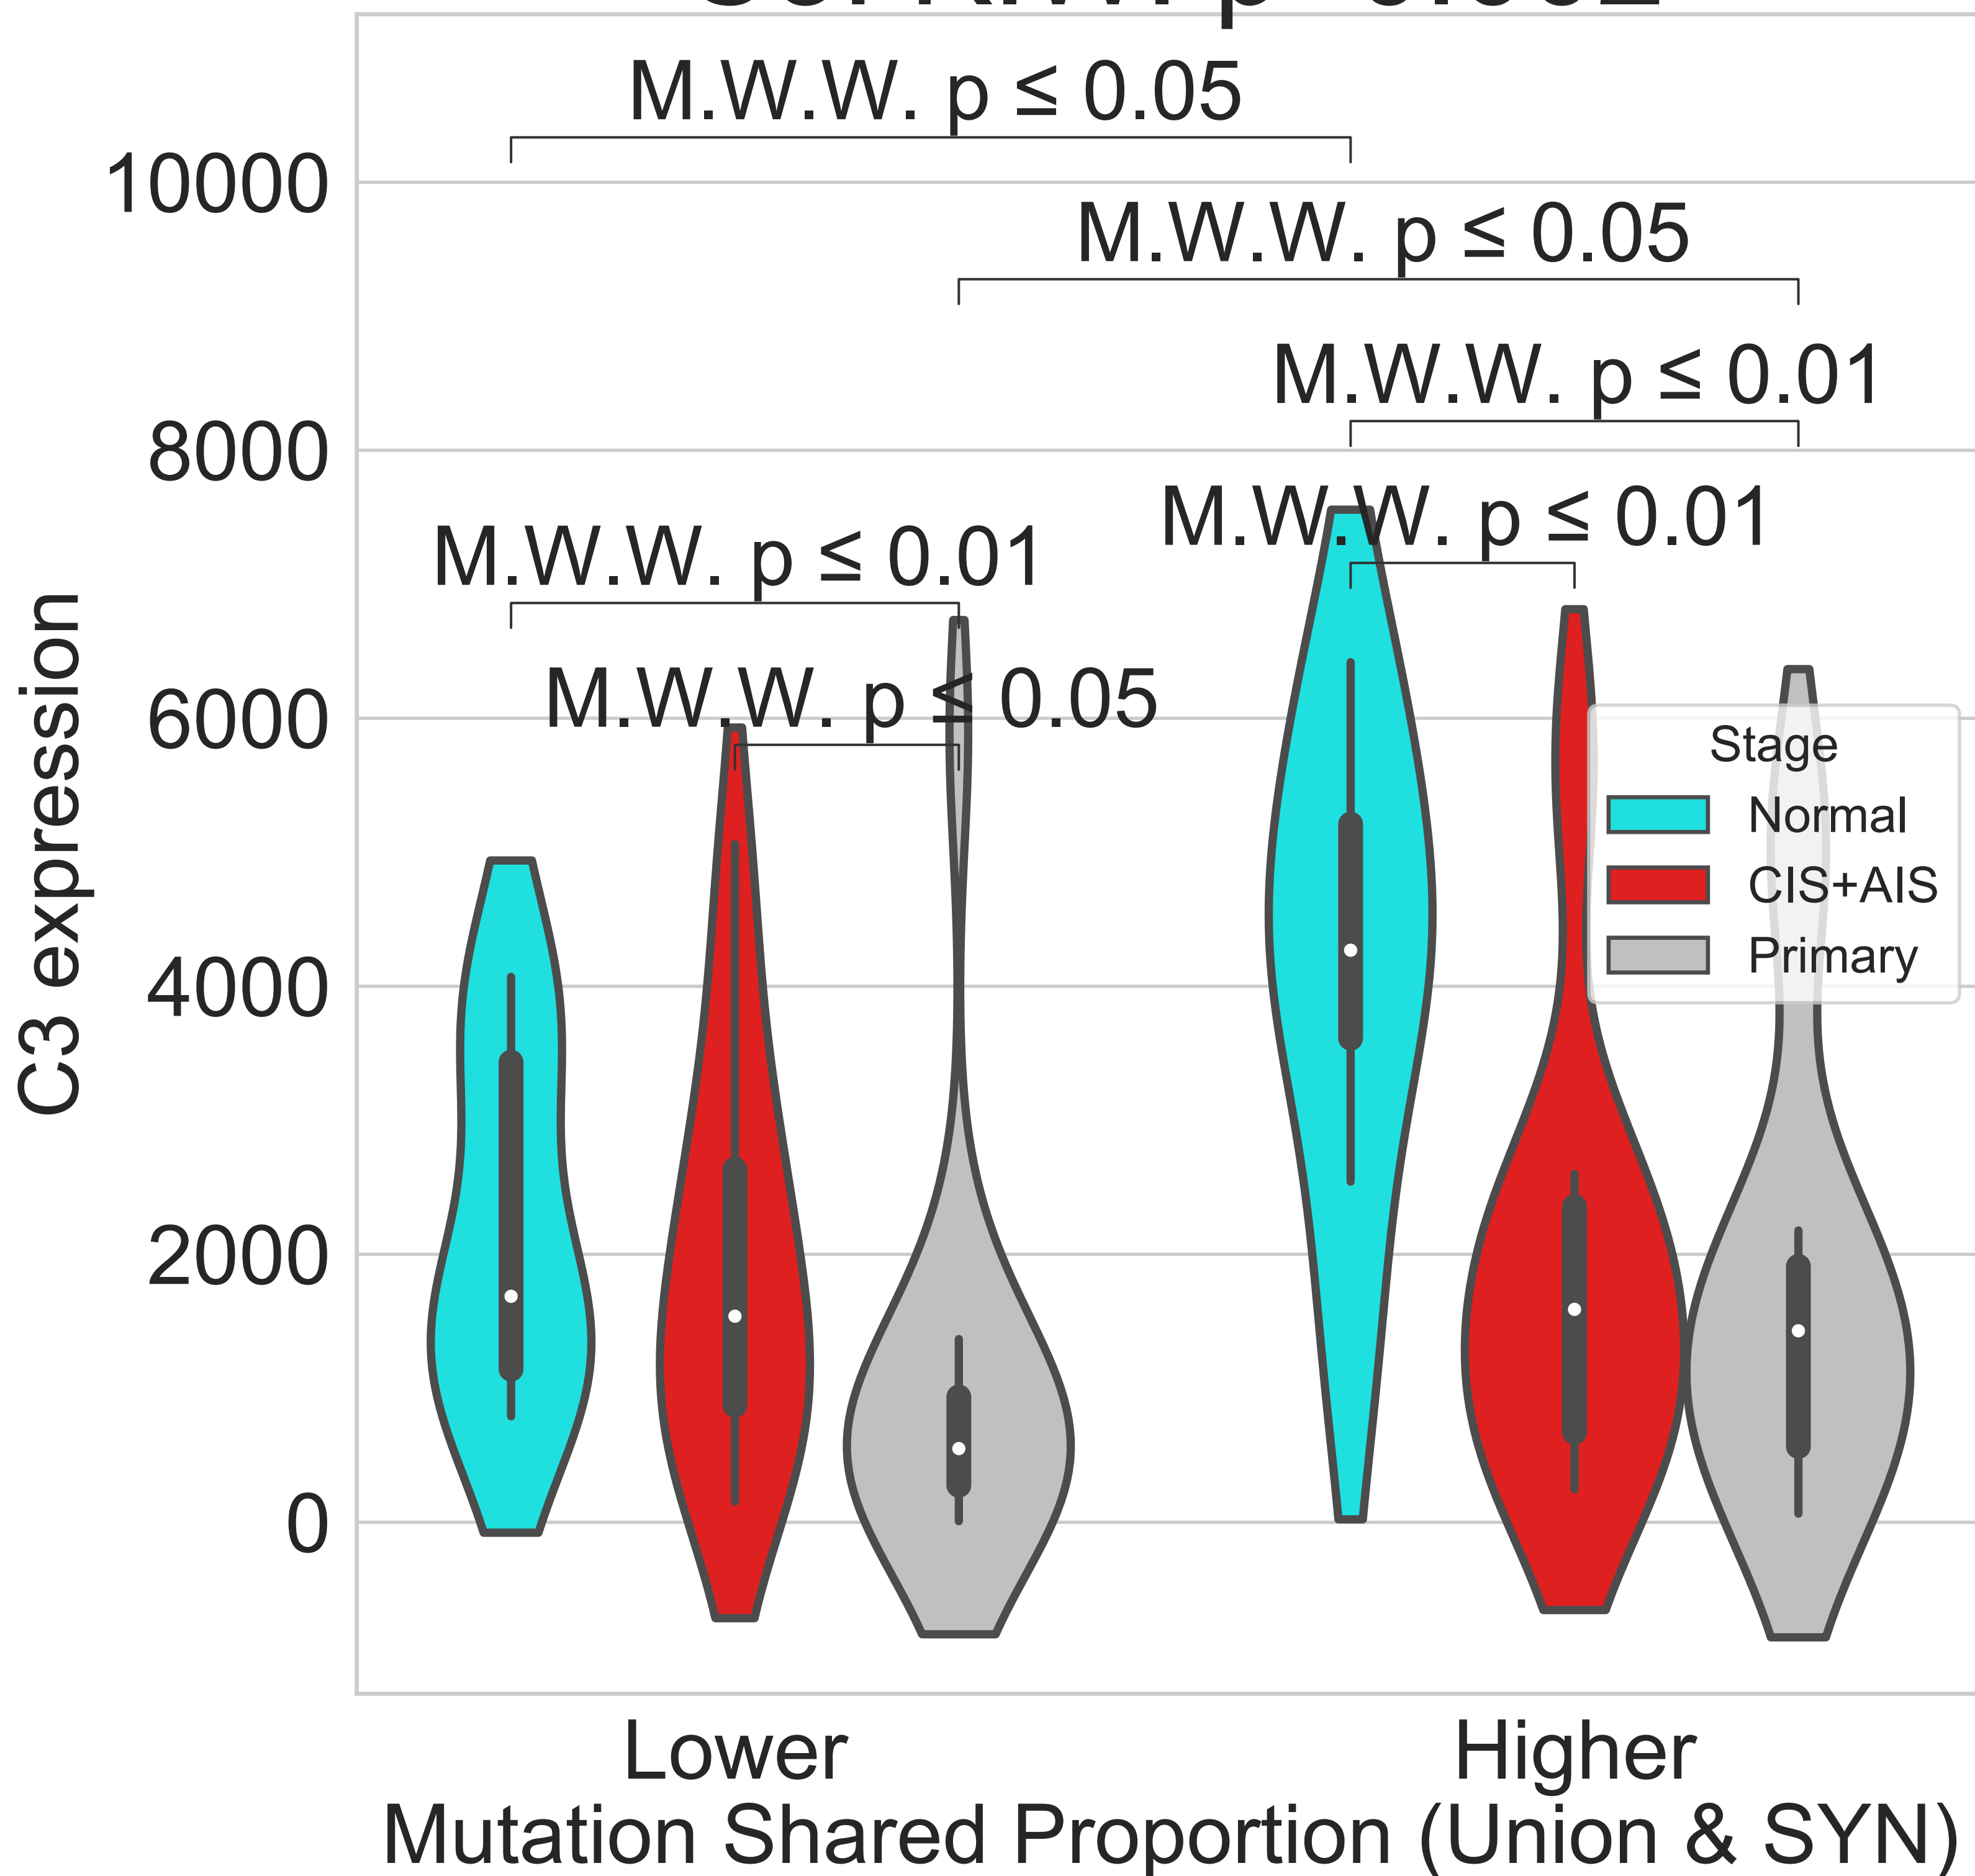 M.W.W. p ≤ 0.05
10000
M.W.W. p ≤ 0.05
M.W.W. p ≤ 0.01
8000
M.W.W. p ≤ 0.01
M.W.W. p ≤ 0.01
M.W.W. p ≤ 0.05
6000
Stage
Normal
CIS+AIS
Primary
4000
C3 expression
2000
0
Lower
Higher
Mutation Shared Proportion (Union & SYN)